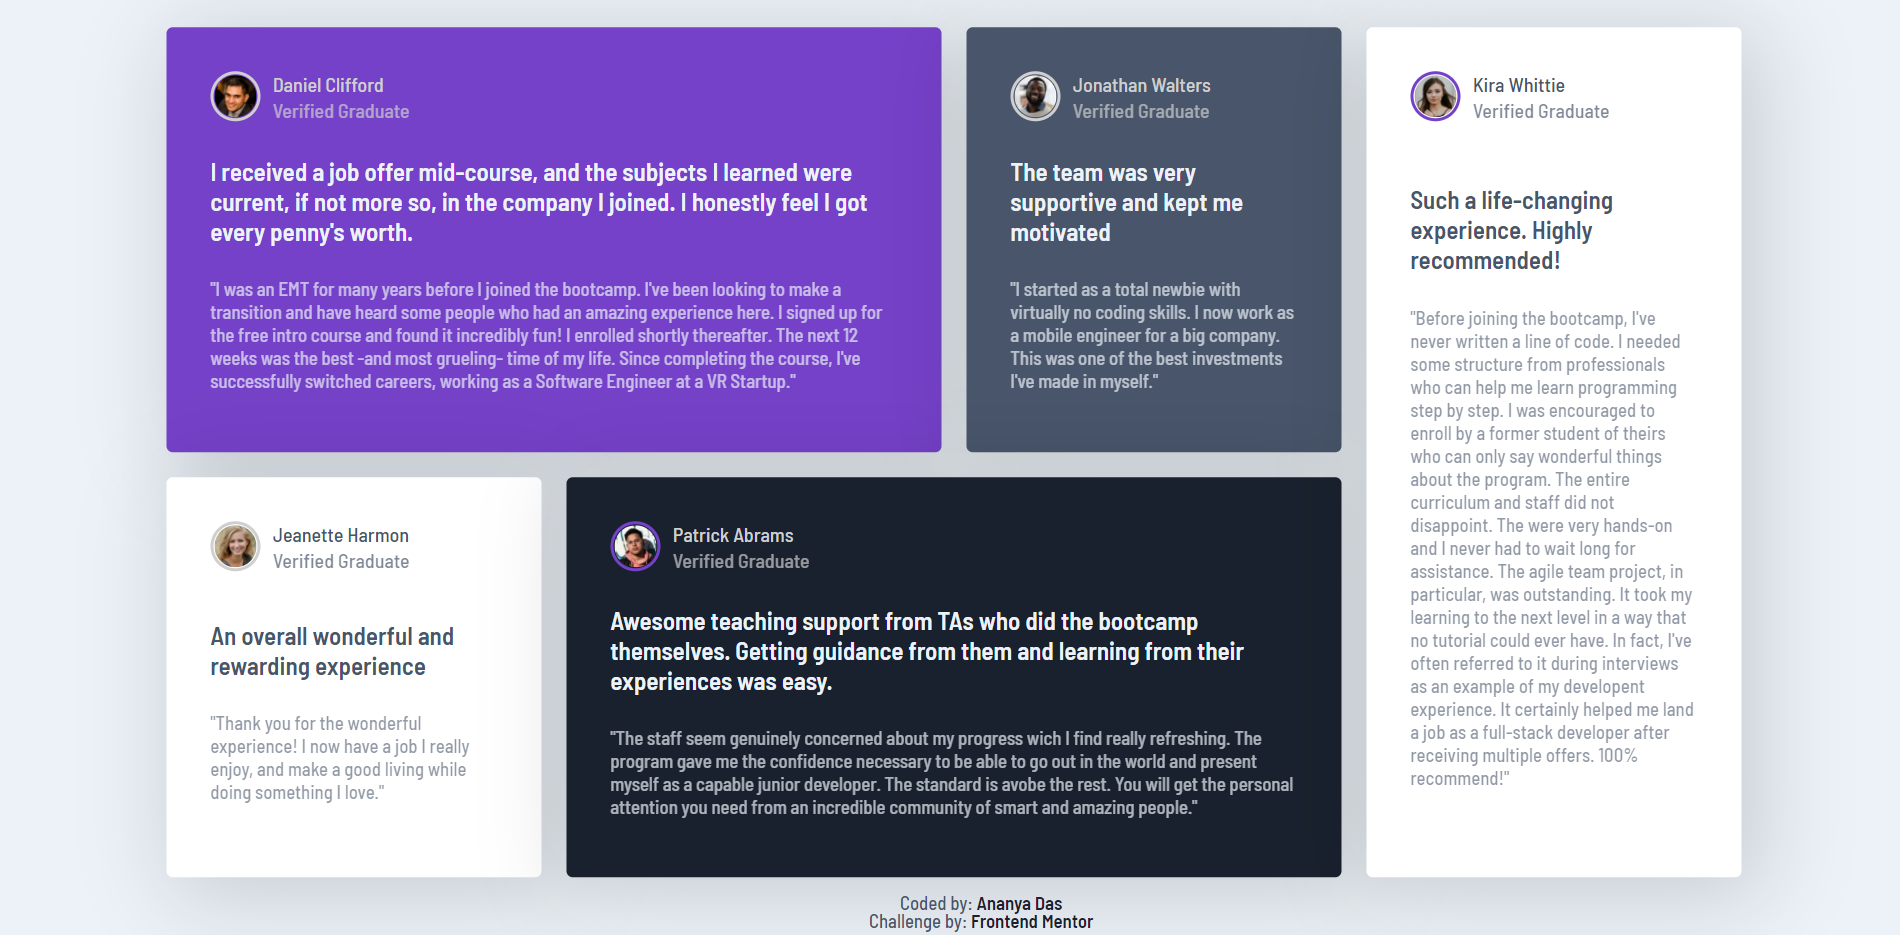 Daniel Clifford
Verified Graduate
I received a job offer mid-course, and the subjects I learned were
current, if not more so, in the company I joined. I honestly feel I got
every penny's worth.
"I was an EMT for many years before I joined the bootcamp. I've been looking to make a
transition and have heard some people who had an amazing experience here. I signed up for
the free intro course and found it incredibly fun! I enrolled shortly thereafter. The next 12
weeks was the best -and most grueling- time of my life. Since completing the course, I've
successfully switched careers, working as a Software Engineer at a VR Startup."
Jonathan Walters
Verified Graduate
The team was very
supportive and kept me
motivated
"I started as a total newbie with
virtually no coding skills. I now work as
a mobile engineer for a big company.
This was one of the best investments
I've made in myself."
Kira Whittie
Verified Graduate
Such a life-changing
experience. Highly
recommended!
"Before joining the bootcamp, I've
never written a line of code. I needed
some structure from professionals
who can help me learn programming
step by step. I was encouraged to
enroll by a former student of theirs
who can only say wonderful things
about the program. The entire
curriculum and staff did not
disappoint. The were very hands-on
and I never had to wait long for
assistance. The agile team project, in
particular, was outstanding. It took my
learning to the next level in a way that
no tutorial could ever have. In fact, I've
often referred to it during interviews
as an example of my developent
experience. It certainly helped me land
a job as a full-stack developer after
receiving multiple offers. 100%
recommend!"
Jeanette Harmon
Verified Graduate
An overall wonderful and
rewarding experience
"Thank you for the wonderful
experience! I now have a job I really
enjoy, and make a good living while
doing something I love."
Patrick Abrams
Verified Graduate
Awesome teaching support from TAs who did the bootcamp
themselves. Getting guidance from them and learning from their
experiences was easy.
"The staff seem genuinely concerned about my progress wich I find really refreshing. The
program gave me the confidence necessary to be able to go out in the world and present
myself as a capable junior developer. The standard is avobe the rest. You will get the personal
attention you need from an incredible community of smart and amazing people."
Coded by: Ananya Das
Challenge by: Frontend Mentor